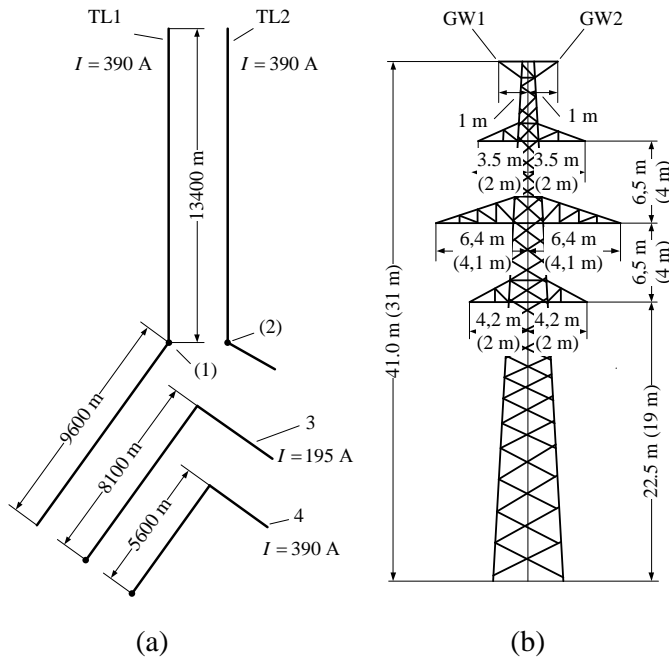 TL1 TL2
I = 390 A I = 390 A
13400 m
(1) (2)
9600 m
8100 m
3
I = 195 A
5600 m
4
I = 390 A
(a)
GW1 GW2
1 m 1 m
3.5 m 3.5 m
(2 m) (2 m)
6,5 m
(4 m)
6,4 m 6,4 m
(4,1 m) (4,1 m)
6,5 m
(4 m)
4,2 m 4,2 m
(2 m) (2 m)
41.0 m (31 m)
22.5 m (19 m)
(b)